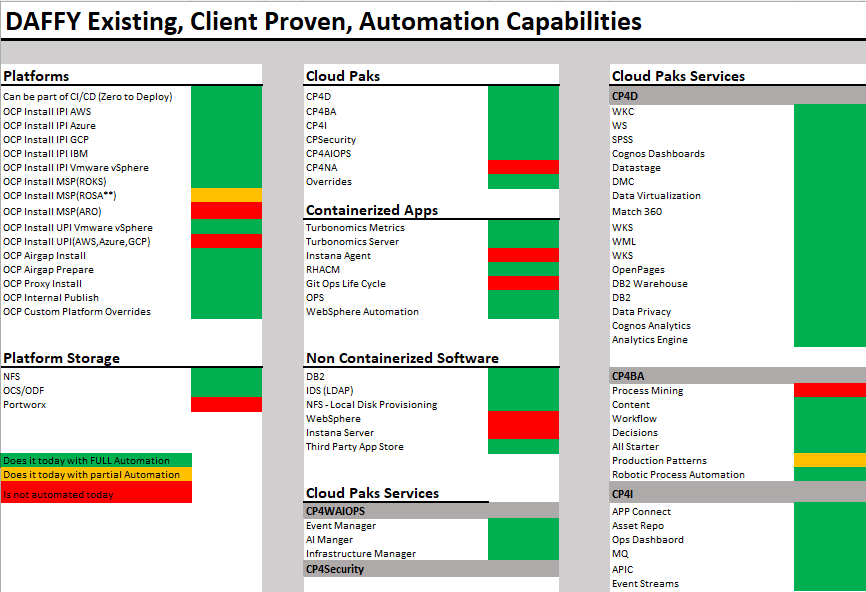 DAFFY Existing, Client Proven, Automation Capabilities
Platforms
Can be part of CI/CD (Zero to Deploy)
OCP Install IPI AWS
OCP Install IPI Azure
OCP Install IPI GCP
OCP Install IPI IBM
OCP Install IPI Vmware vSphere
OCP Install MSP(ROKS)
OCP Install MSP(ROSA**)
OCP Install MSP(ARO)
OCP Install UPI Vmware vSphere
OCP Install UPI(AWS,Azure,GCP)
OCP Airgap Install
OCP Airgap Prepare
OCP Proxy Install
OCP Internal Publish
OCP Custom Platform Overrides
Platform Storage
NFS
OCS/ODF
Portworx
Does it today with FULL Automation
Does it today with partial Automation
Is not automated today
Cloud Paks
CP4D
CP4BA
CP4I
CPSecurity
CP4AIOPS
CP4NA
Overrides
Containerized Apps
Turbonomics Metrics
Turbonomics Server
Instana Agent
RHACM
Git Ops Life Cycle
OPS
WebSphere Automation
Non Containerized Software
DB2
IDS (LDAP)
NFS - Local Disk Provisioning
WebSphere
Instana Server
Third Party App Store
Cloud Paks Services
CP4WAIOPS
Event Manager
AI Manger
Infrastructure Manager
CP4Security
Cloud Paks Services
CP4D
WKC
WS
SPSS
Cognos Dashboards
Datastage
DMC
Data Virtualization
Match 360
WKS
WML
WKS
OpenPages
DB2 Warehouse
DB2
Data Privacy
Cognos Analytics
Analytics Engine
CP4BA
Process Mining
Content
Workflow
Decisions
All Starter
Production Patterns
Robotic Process Automation
CP4I
APP Connect
Asset Repo
Ops Dashbaord
MQ
APIC
Event Streams